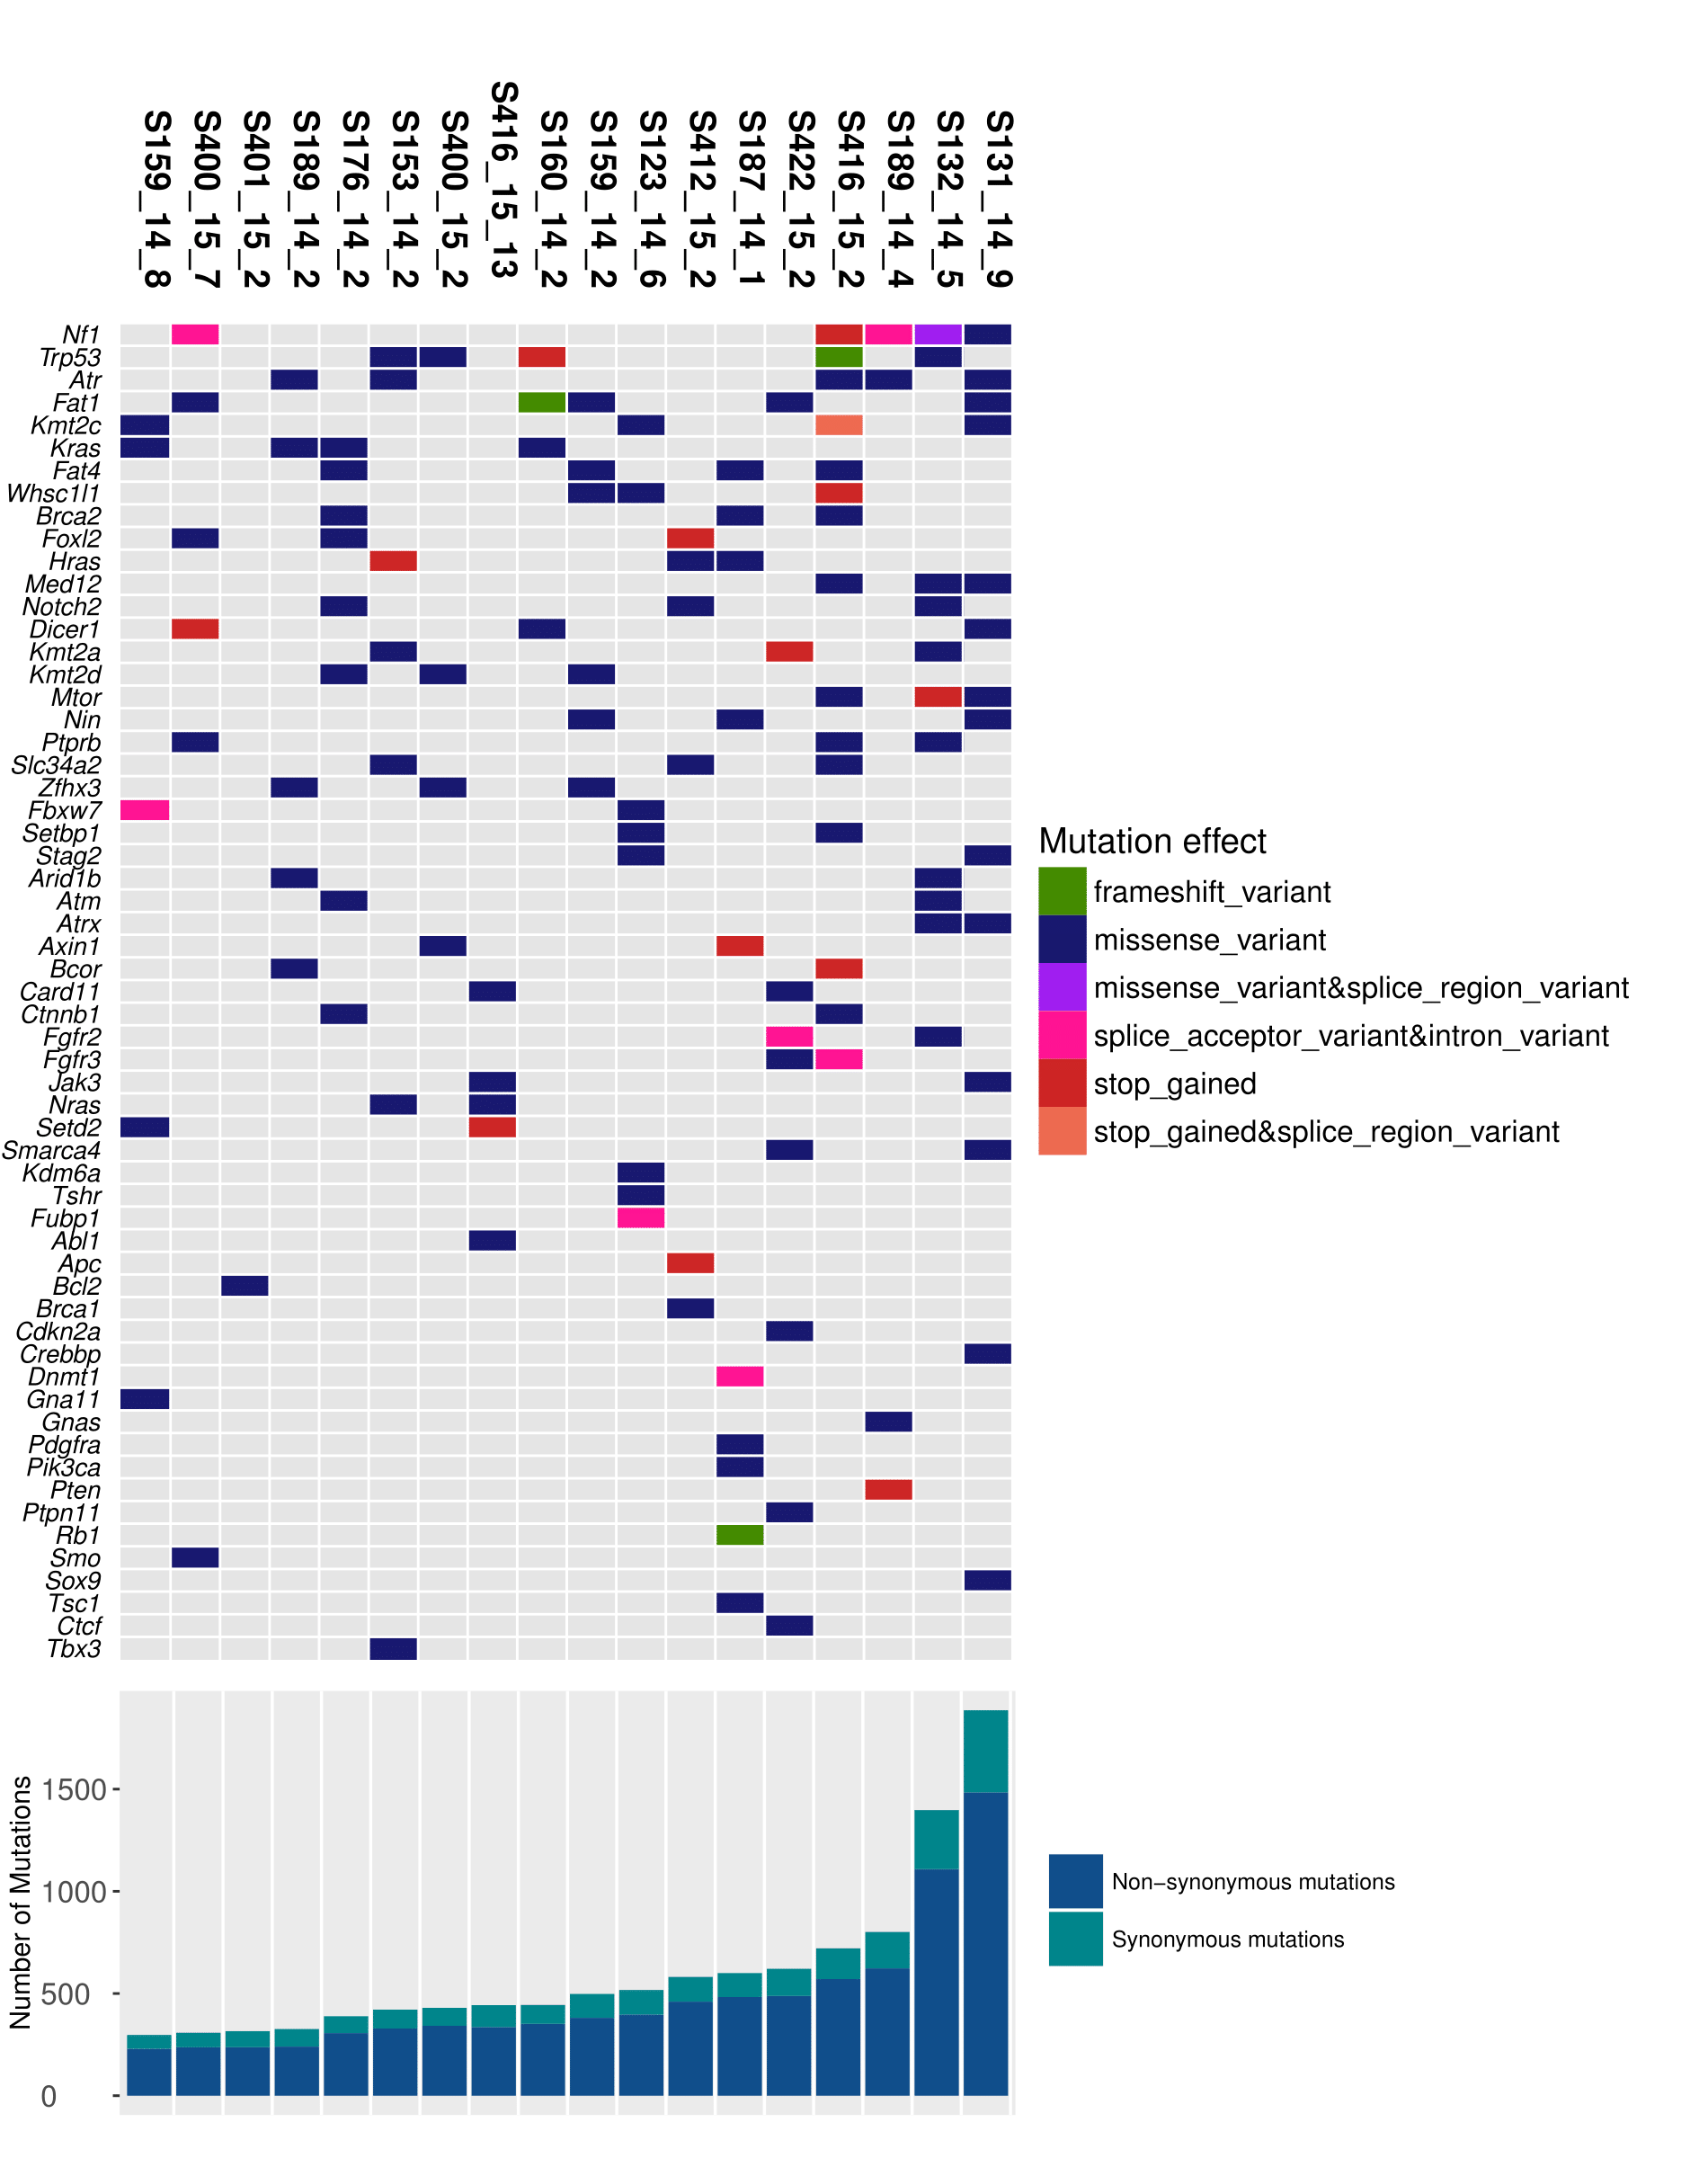 S159_14_8
S400_15_7
S401_15_2
S189_14_2
S176_14_2
S153_14_2
S400_15_2
S416_15_13
S160_14_2
S159_14_2
S123_14_6
S412_15_2
S187_14_1
S422_15_2
S416_15_2
S189_14_4
S132_14_5
S131_14_9
Nf1
Trp53
Atr
Fat1
Kmt2c
Kras
Fat4
Whsc1l1
Brca2
Foxl2
Hras
Med12
Notch2
Dicer1
Kmt2a
Kmt2d
Mtor
Nin
Ptprb
Slc34a2
Zfhx3
Fbxw7
Setbp1
Stag2
Arid1b
Atm
Atrx
Axin1
Bcor
Card11
Ctnnb1
Fgfr2
Fgfr3
Jak3
Nras
Setd2
Smarca4
Kdm6a
Tshr
Fubp1
Abl1
Apc
Bcl2
Brca1
Cdkn2a
Crebbp
Dnmt1
Gna11
Gnas
Pdgfra
Pik3ca
Pten
Ptpn11
Rb1
Smo
Sox9
Tsc1
Ctcf
Tbx3
Mutation effect
frameshift_variant
missense_variant
missense_variant&splice_region_variant
splice_acceptor_variant&intron_variant
stop_gained
stop_gained&splice_region_variant
Number of Mutations
1500
1000
500
0
Non−synonymous mutations
Synonymous mutations